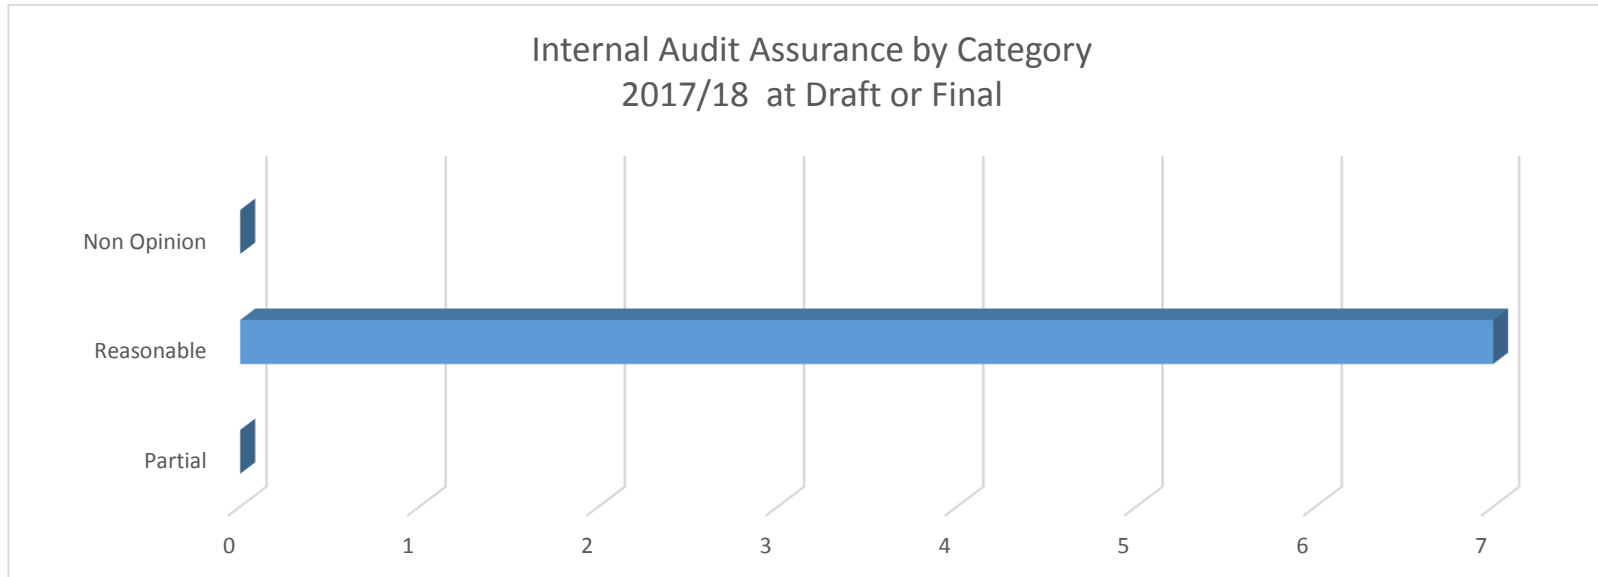 Internal Audit Assurance by Category
2017/18 at Draft or Final
Non Opinion
Reasonable
Partial
0 1 2 3 4 5 6 7